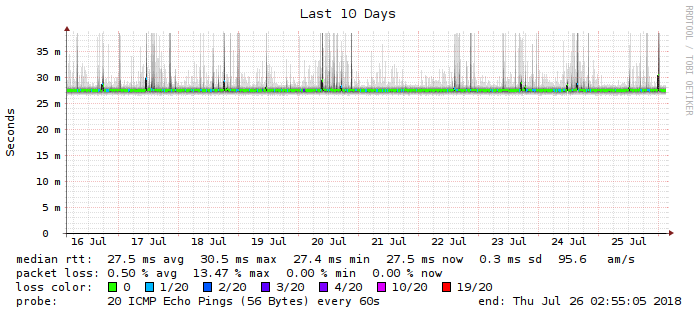 Last 10 Days
RRDTOOL / TOBI OETIKER
Seconds
35 m
30 m
25 m
20 m
15 m
10 m
5 m
0
16 Jul 17 Jul 18 Jul 19 Jul 20 Jul 21 Jul 22 Jul 23 Jul 24 Jul 25 Jul
median rtt: 27.5 ms avg 30.5 ms max 27.4 ms min 27.5 ms now 0.3 ms sd 95.6 am/s
packet loss: 0.50 % avg 13.47 % max 0.00 % min 0.00 % now
loss color: 0 1/20 2/20 3/20 4/20 10/20 19/20
probe: 20 ICMP Echo Pings (56 Bytes) every 60s end: Thu Jul 26 02:55:05 2018